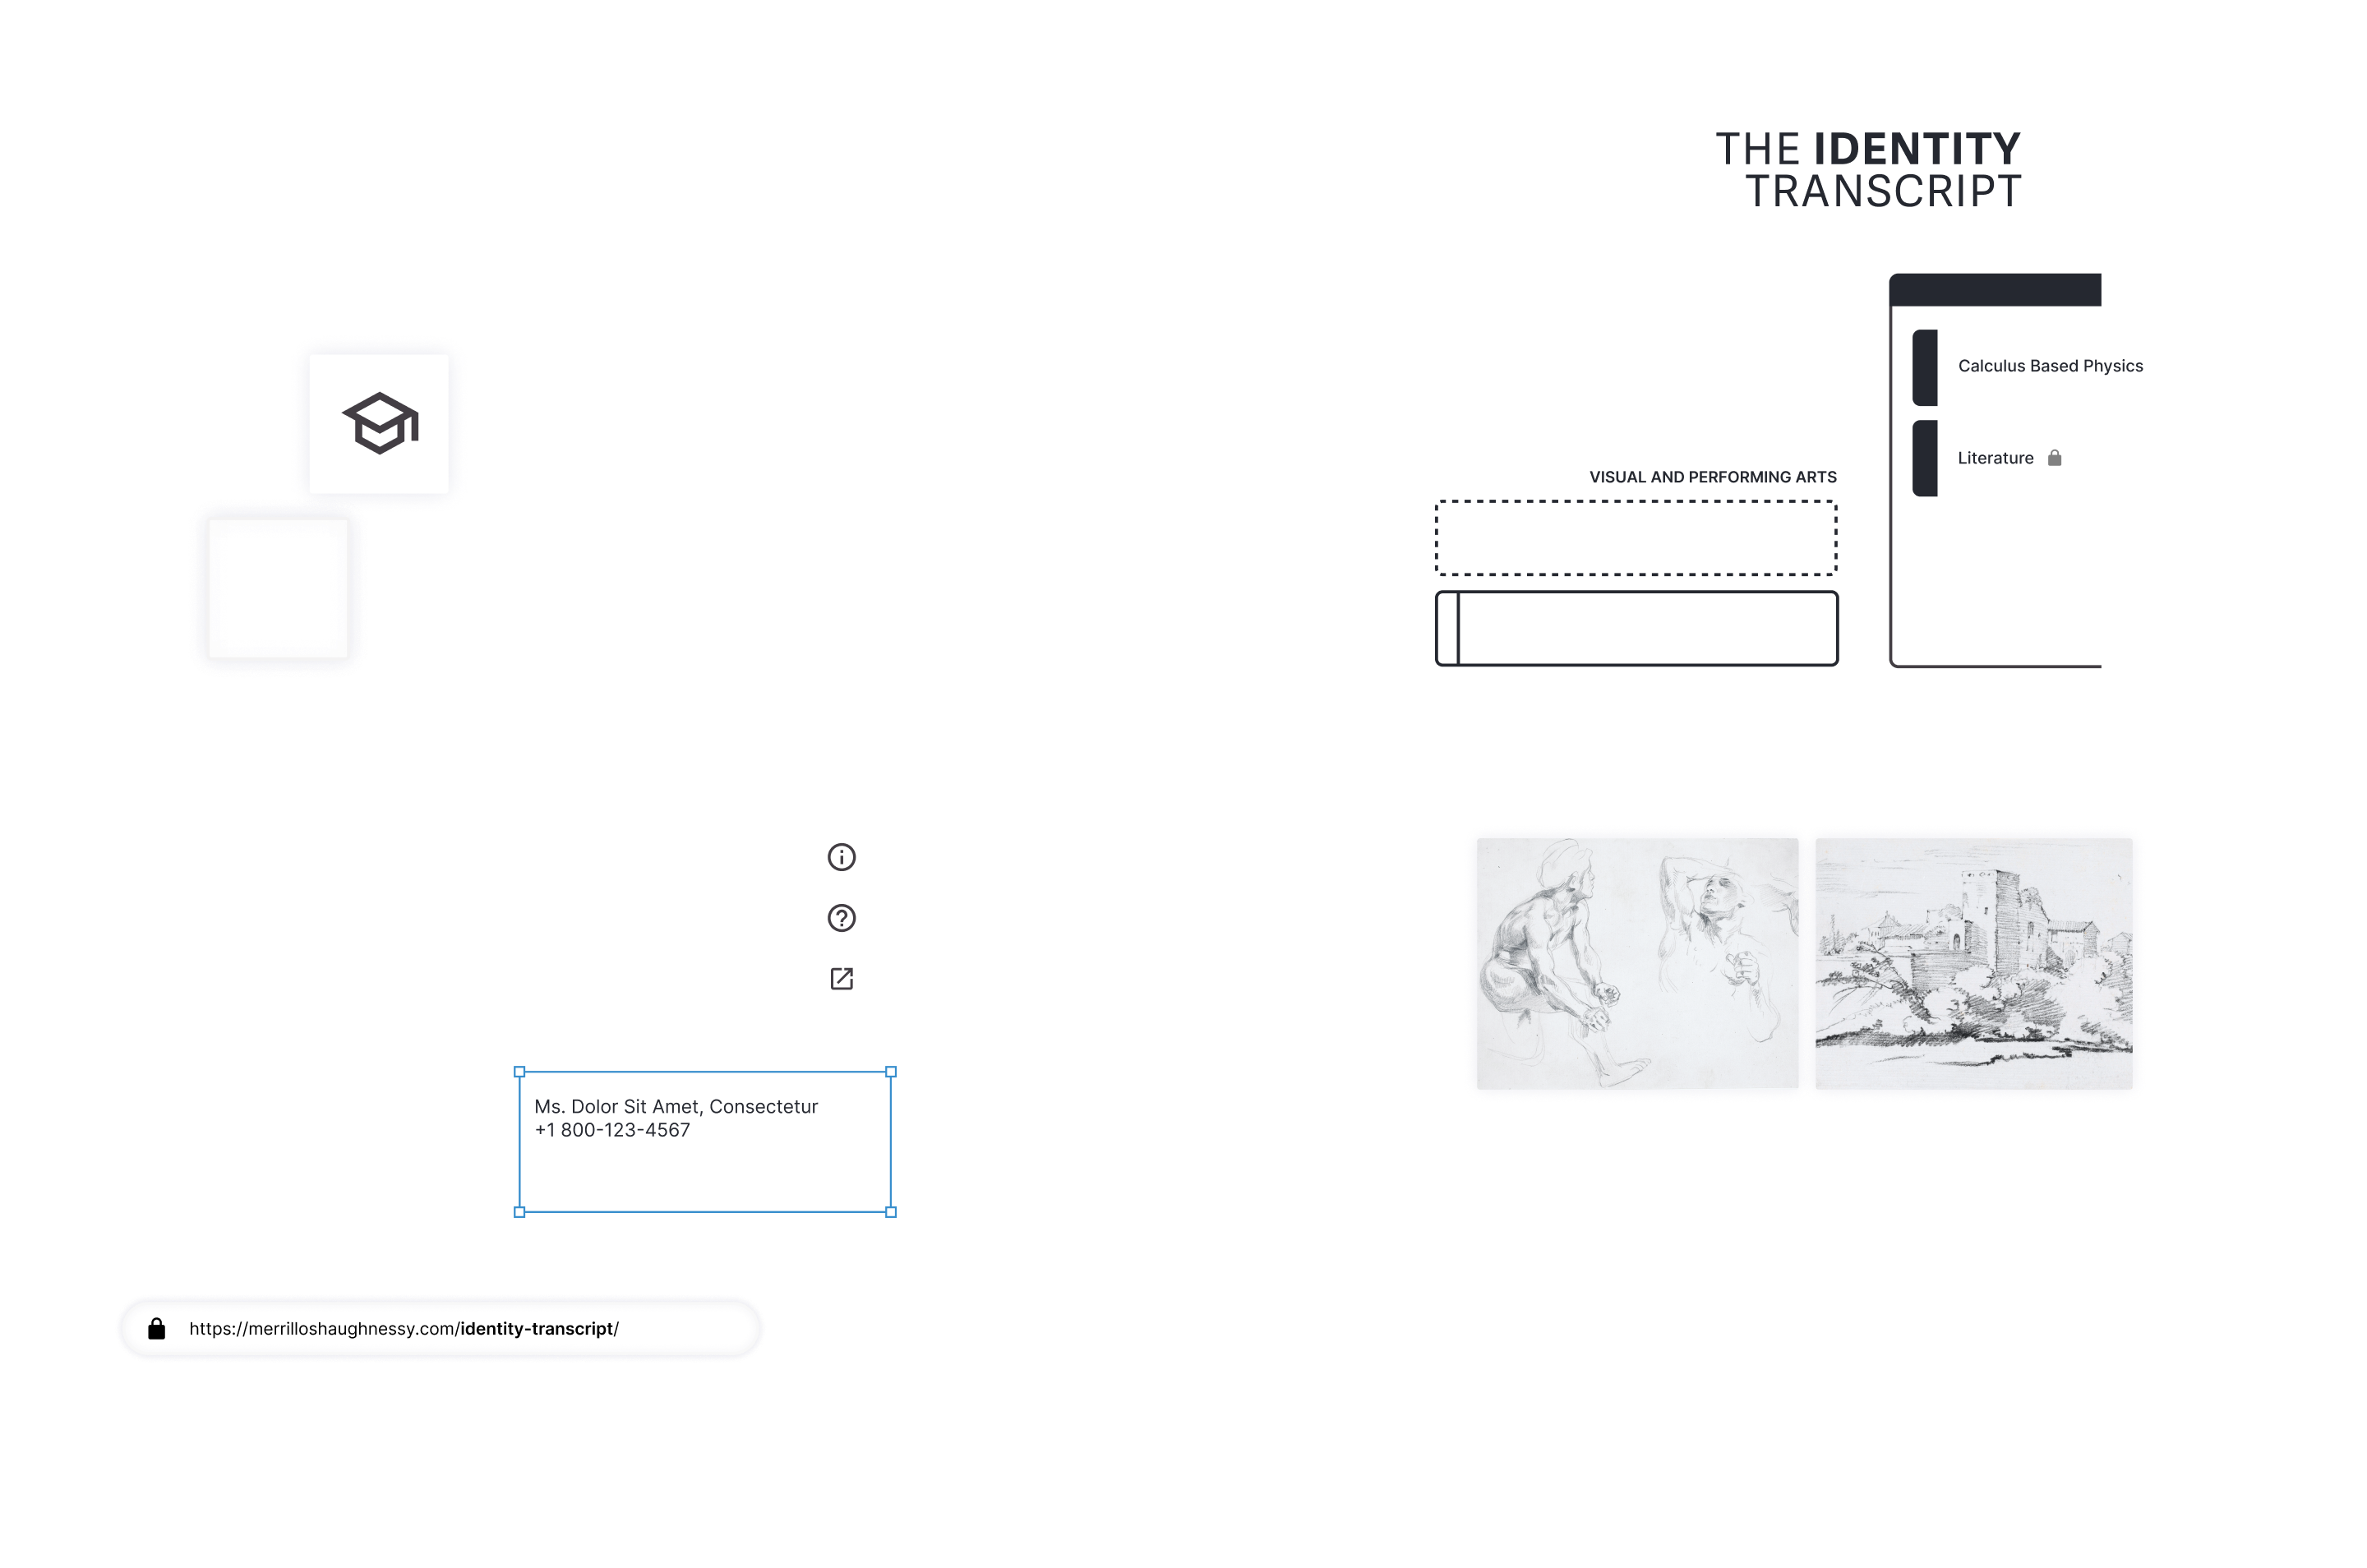 THE IDENTITY
TRANSCRIPT
Calculus Based Physics
Literature
VISUAL AND PERFORMING ARTS
Ms. Dolor Sit Amet, Consectetur
+1 800-123-4567
https://merrilloshaughnessy.com/identity-transcript/